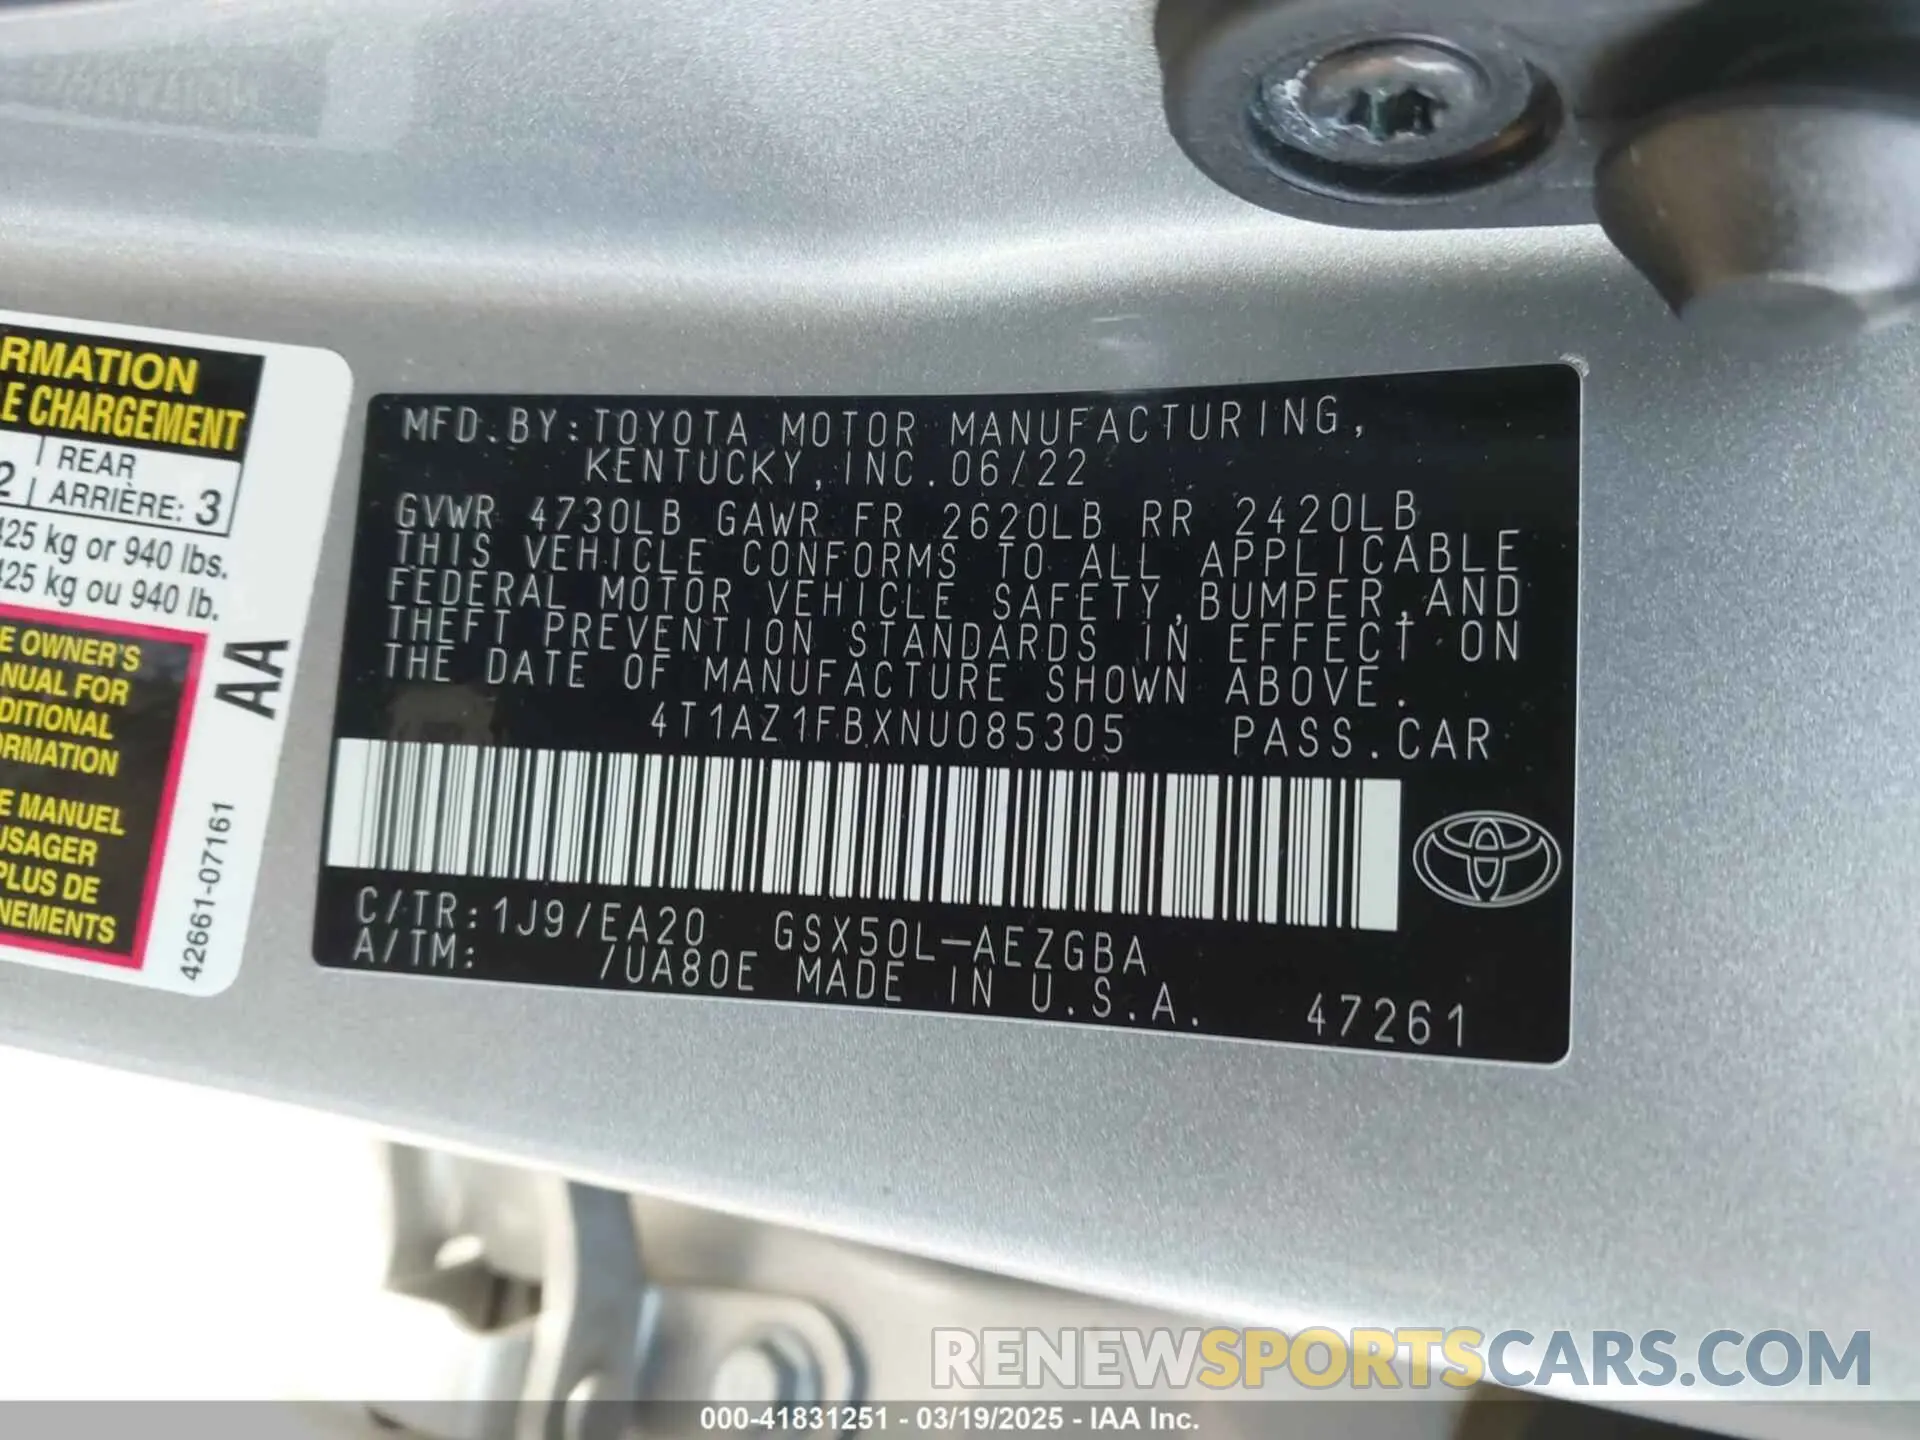 RMATION
LE CHARGEMENT
2 REAR
ARRIÈRE: 3
425 kg or 940 lbs.
425 kg ou 940 lb.
E OWNER'S
NUAL FOR
DITIONAL
ORMATION
E MANUEL
USAGER
PLUS DE
NEMENTS
AA
42661-07161
MFD.BY:TOYOTA MOTOR MANUFACTURING,
KENTUCKY,INC.06/22
GVWR 4730LB GAWR FR 2620LB RR 2420LB
THIS VEHICLE CONFORMS TO ALL APPLICABLE
FEDERAL MOTOR VEHICLE SAFETY,BUMPER,AND
THEFT PREVENTION STANDARDS IN EFFECT ON
THE DATE OF MANUFACTURE SHOWN ABOVE.
4T1AZ1FBXNU085305 PASS.CAR
C/TR:1J9/EA20 GSX50L-AEZGBA
A/TM: /UA80E MADE IN U.S.A. 47261
RENEWSPORTSCARS.COM
000-41831251 - 03/19/2025 - IAA Inc.